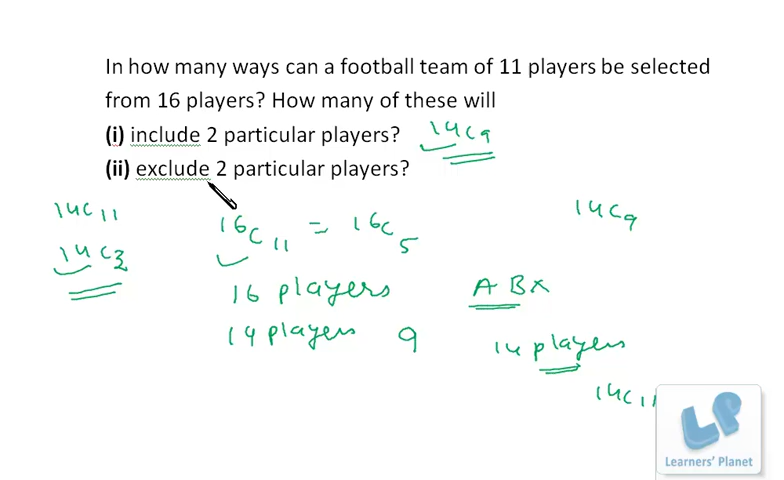 In how many ways can a football team of 11 players be selected
from 16 players? How many of these will
(i) include 2 particular players? 14C9
(ii) exclude 2 particular players?
14C11
14C3
16C11 = 16C5
14C9
16 players
A B X
14 players 9
14 players
14C11
LP
Learners' Planet